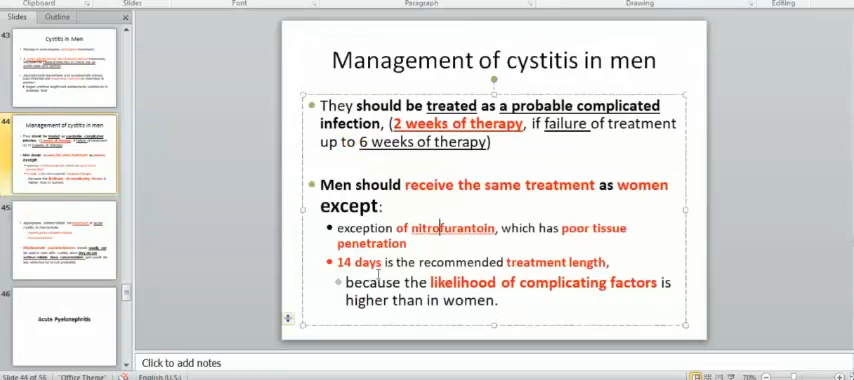 Clipboard
Font
Paragraph
Drawing
Editing
Slides
Outline
43
Cystitis in Men
44
Management of cystitis in men
45
46
Acute Pyelonephritis
Management of cystitis in men
They should be treated as a probable complicated
infection, (2 weeks of therapy, if failure of treatment
up to 6 weeks of therapy)
Men should receive the same treatment as women
except:
exception of nitrofurantoin, which has poor tissue
penetration
14 days is the recommended treatment length,
because the likelihood of complicating factors is
higher than in women.
Click to add notes
Slide 44 of 56
"Office Theme"
English (U.S.)
70%